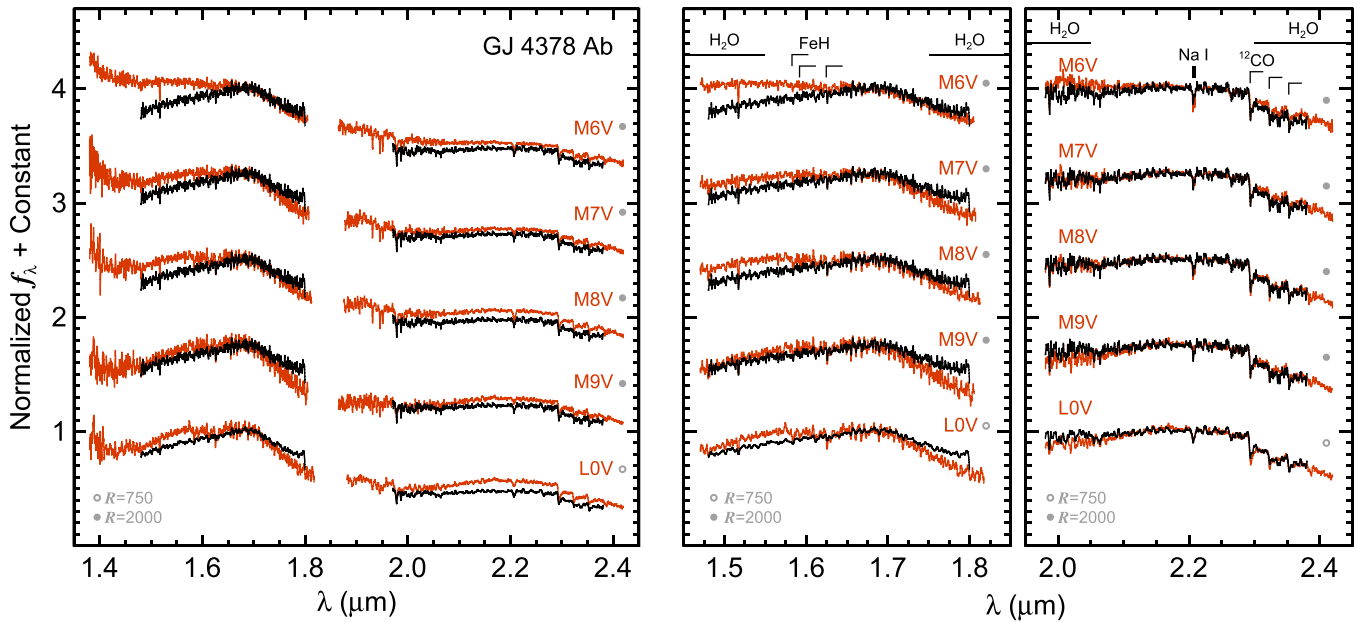 GJ 4378 Ab
Normalized fλ + Constant
4
3
2
1
M6V
M7V
M8V
M9V
L0V
R=750
R=2000
1.4 1.6 1.8 2.0 2.2 2.4
λ (μm)
H2O FeH H2O
M6V
M7V
M8V
M9V
L0V
R=750
R=2000
1.5 1.6 1.7 1.8
H2O H2O
Na I 12CO
M6V
M7V
M8V
M9V
L0V
R=750
R=2000
2.0 2.2 2.4
λ (μm)